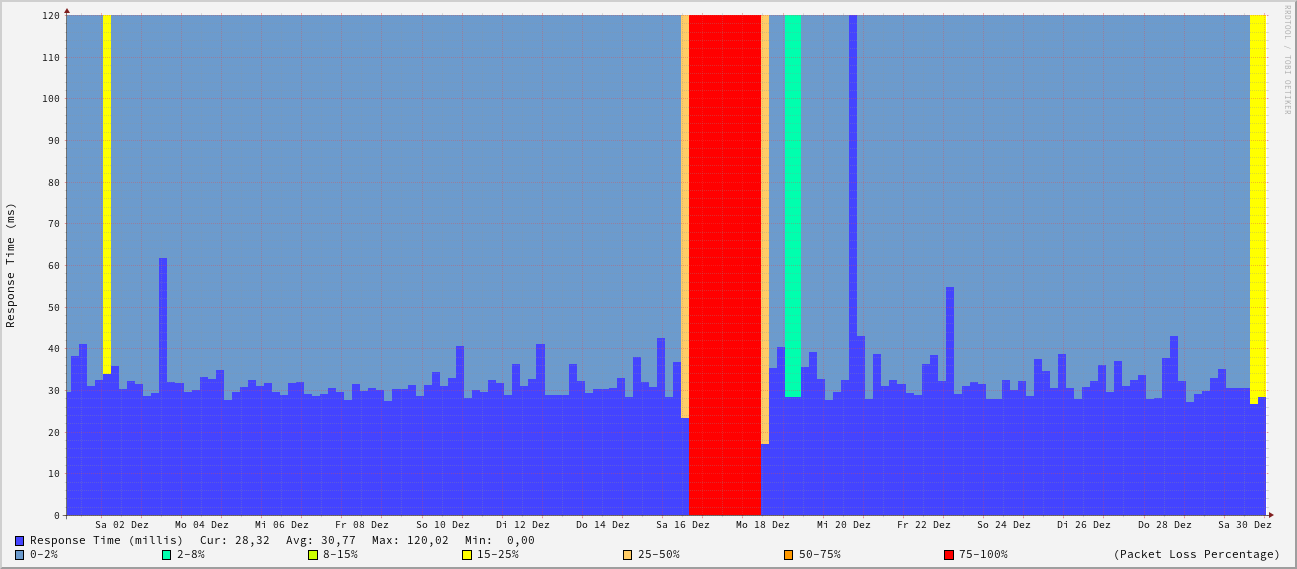 RRDTOOL / TOBI OETIKER
Response Time (ms)
120
110
100
90
80
70
60
50
40
30
20
10
0
Sa 02 Dez Mo 04 Dez Mi 06 Dez Fr 08 Dez So 10 Dez Di 12 Dez Do 14 Dez Sa 16 Dez Mo 18 Dez Mi 20 Dez Fr 22 Dez So 24 Dez Di 26 Dez Do 28 Dez Sa 30 Dez
Response Time (millis) Cur: 28,32 Avg: 30,77 Max: 120,02 Min: 0,00
0-2% 2-8% 8-15% 15-25% 25-50% 50-75% 75-100% (Packet Loss Percentage)